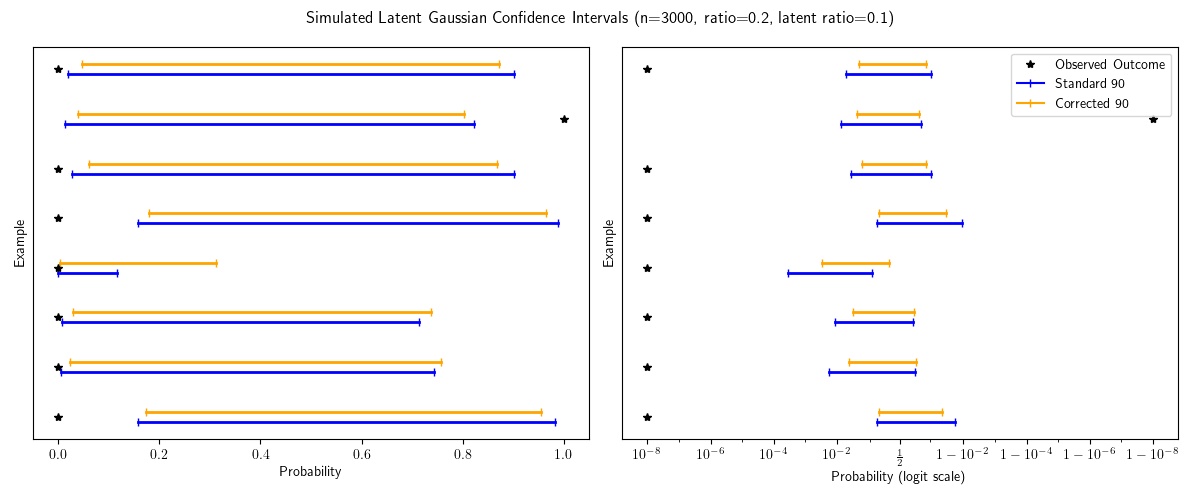 Simulated Latent Gaussian Confidence Intervals (n=3000, ratio=0.2, latent ratio=0.1)
Example
0.0 0.2 0.4 0.6 0.8 1.0
Probability
Observed Outcome
Standard 90
Corrected 90
Example
10⁻⁸ 10⁻⁶ 10⁻⁴ 10⁻² ½ 1 − 10⁻² 1 − 10⁻⁴ 1 − 10⁻⁶ 1 − 10⁻⁸
Probability (logit scale)